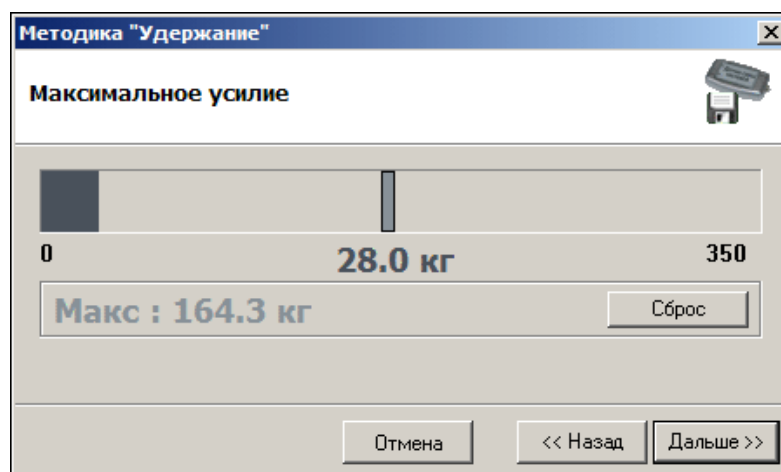 Методика "Удержание"
Максимальное усилие
0
28.0 кг
350
Макс : 164.3 кг
Сброс
Отмена
<< Назад
Дальше >>